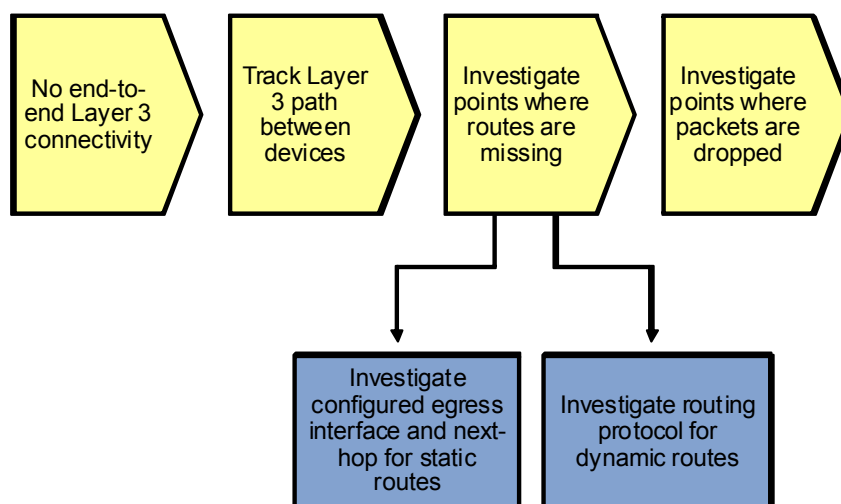 No end-to-
end Layer 3
connectivity
Track Layer
3 path
between
devices
Investigate
points where
routes are
missing
Investigate
points where
packets are
dropped
Investigate
configured egress
interface and next-
hop for static
routes
Investigate routing
protocol for
dynamic routes